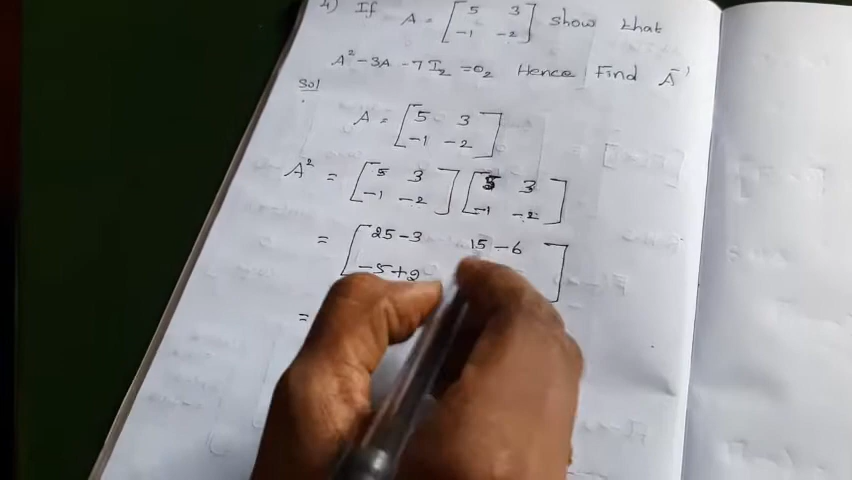 4) If A = [5 3 -1 -2] show that
A² - 3A - 7I₂ = O₂ Hence Find A⁻¹
Sol
A = [5 3 -1 -2]
A² = [5 3 -1 -2] [5 3 -1 -2]
= [25-3 15-6 -5+2
=